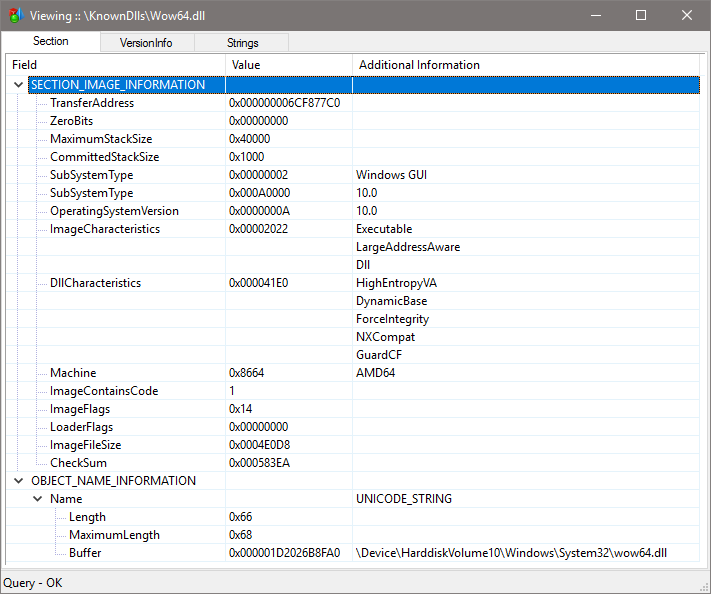 Viewing :: \KnownDlls\Wow64.dll
Section VersionInfo Strings
Field Value Additional Information
SECTION_IMAGE_INFORMATION
TransferAddress 0x000000006CF877C0
ZeroBits 0x00000000
MaximumStackSize 0x40000
CommittedStackSize 0x1000
SubSystemType 0x00000002 Windows GUI
SubSystemType 0x000A0000 10.0
OperatingSystemVersion 0x0000000A 10.0
ImageCharacteristics 0x00002022 Executable
LargeAddressAware
Dll
DllCharacteristics 0x000041E0 HighEntropyVA
DynamicBase
ForceIntegrity
NXCompat
GuardCF
Machine 0x8664 AMD64
ImageContainsCode 1
ImageFlags 0x14
LoaderFlags 0x00000000
ImageFileSize 0x0004E0D8
CheckSum 0x000583EA
OBJECT_NAME_INFORMATION
Name UNICODE_STRING
Length 0x66
MaximumLength 0x68
Buffer 0x000001D2026B8FA0 \Device\HarddiskVolume10\Windows\System32\wow64.dll
Query - OK